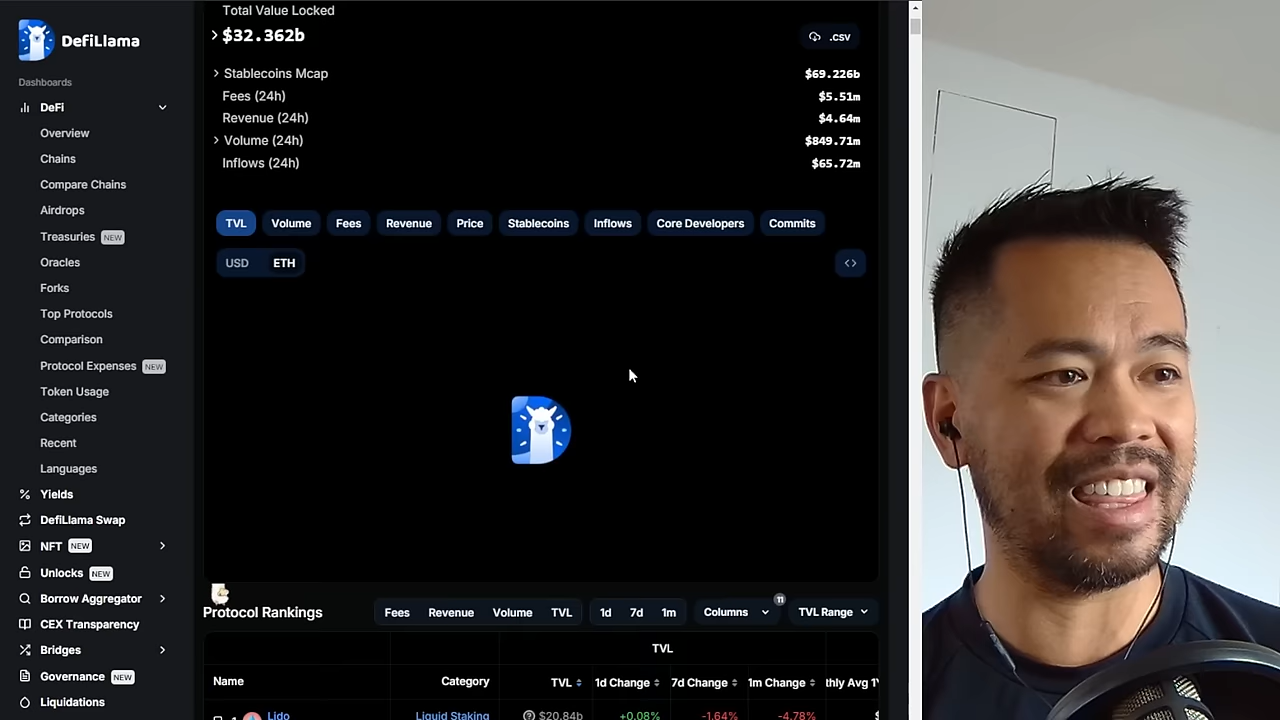 DefiLlama
Dashboards
DeFi
Overview
Chains
Compare Chains
Airdrops
Treasuries NEW
Oracles
Forks
Top Protocols
Comparison
Protocol Expenses NEW
Token Usage
Categories
Recent
Languages
Yields
DefiLlama Swap
NFT NEW
Unlocks NEW
Borrow Aggregator
CEX Transparency
Bridges
Governance NEW
Liquidations
Total Value Locked
$32.362b
.csv
Stablecoins Mcap $69.226b
Fees (24h) $5.51m
Revenue (24h) $4.64m
Volume (24h) $849.71m
Inflows (24h) $65.72m
TVL Volume Fees Revenue Price Stablecoins Inflows Core Developers Commits
USD ETH
Protocol Rankings Fees Revenue Volume TVL 1d 7d 1m Columns 11 TVL Range
TVL
Name Category TVL 1d Change 7d Change 1m Change thly Avg 1Y
1 Lido Liquid Staking $20.84b +0.08% -1.64% -4.78% $